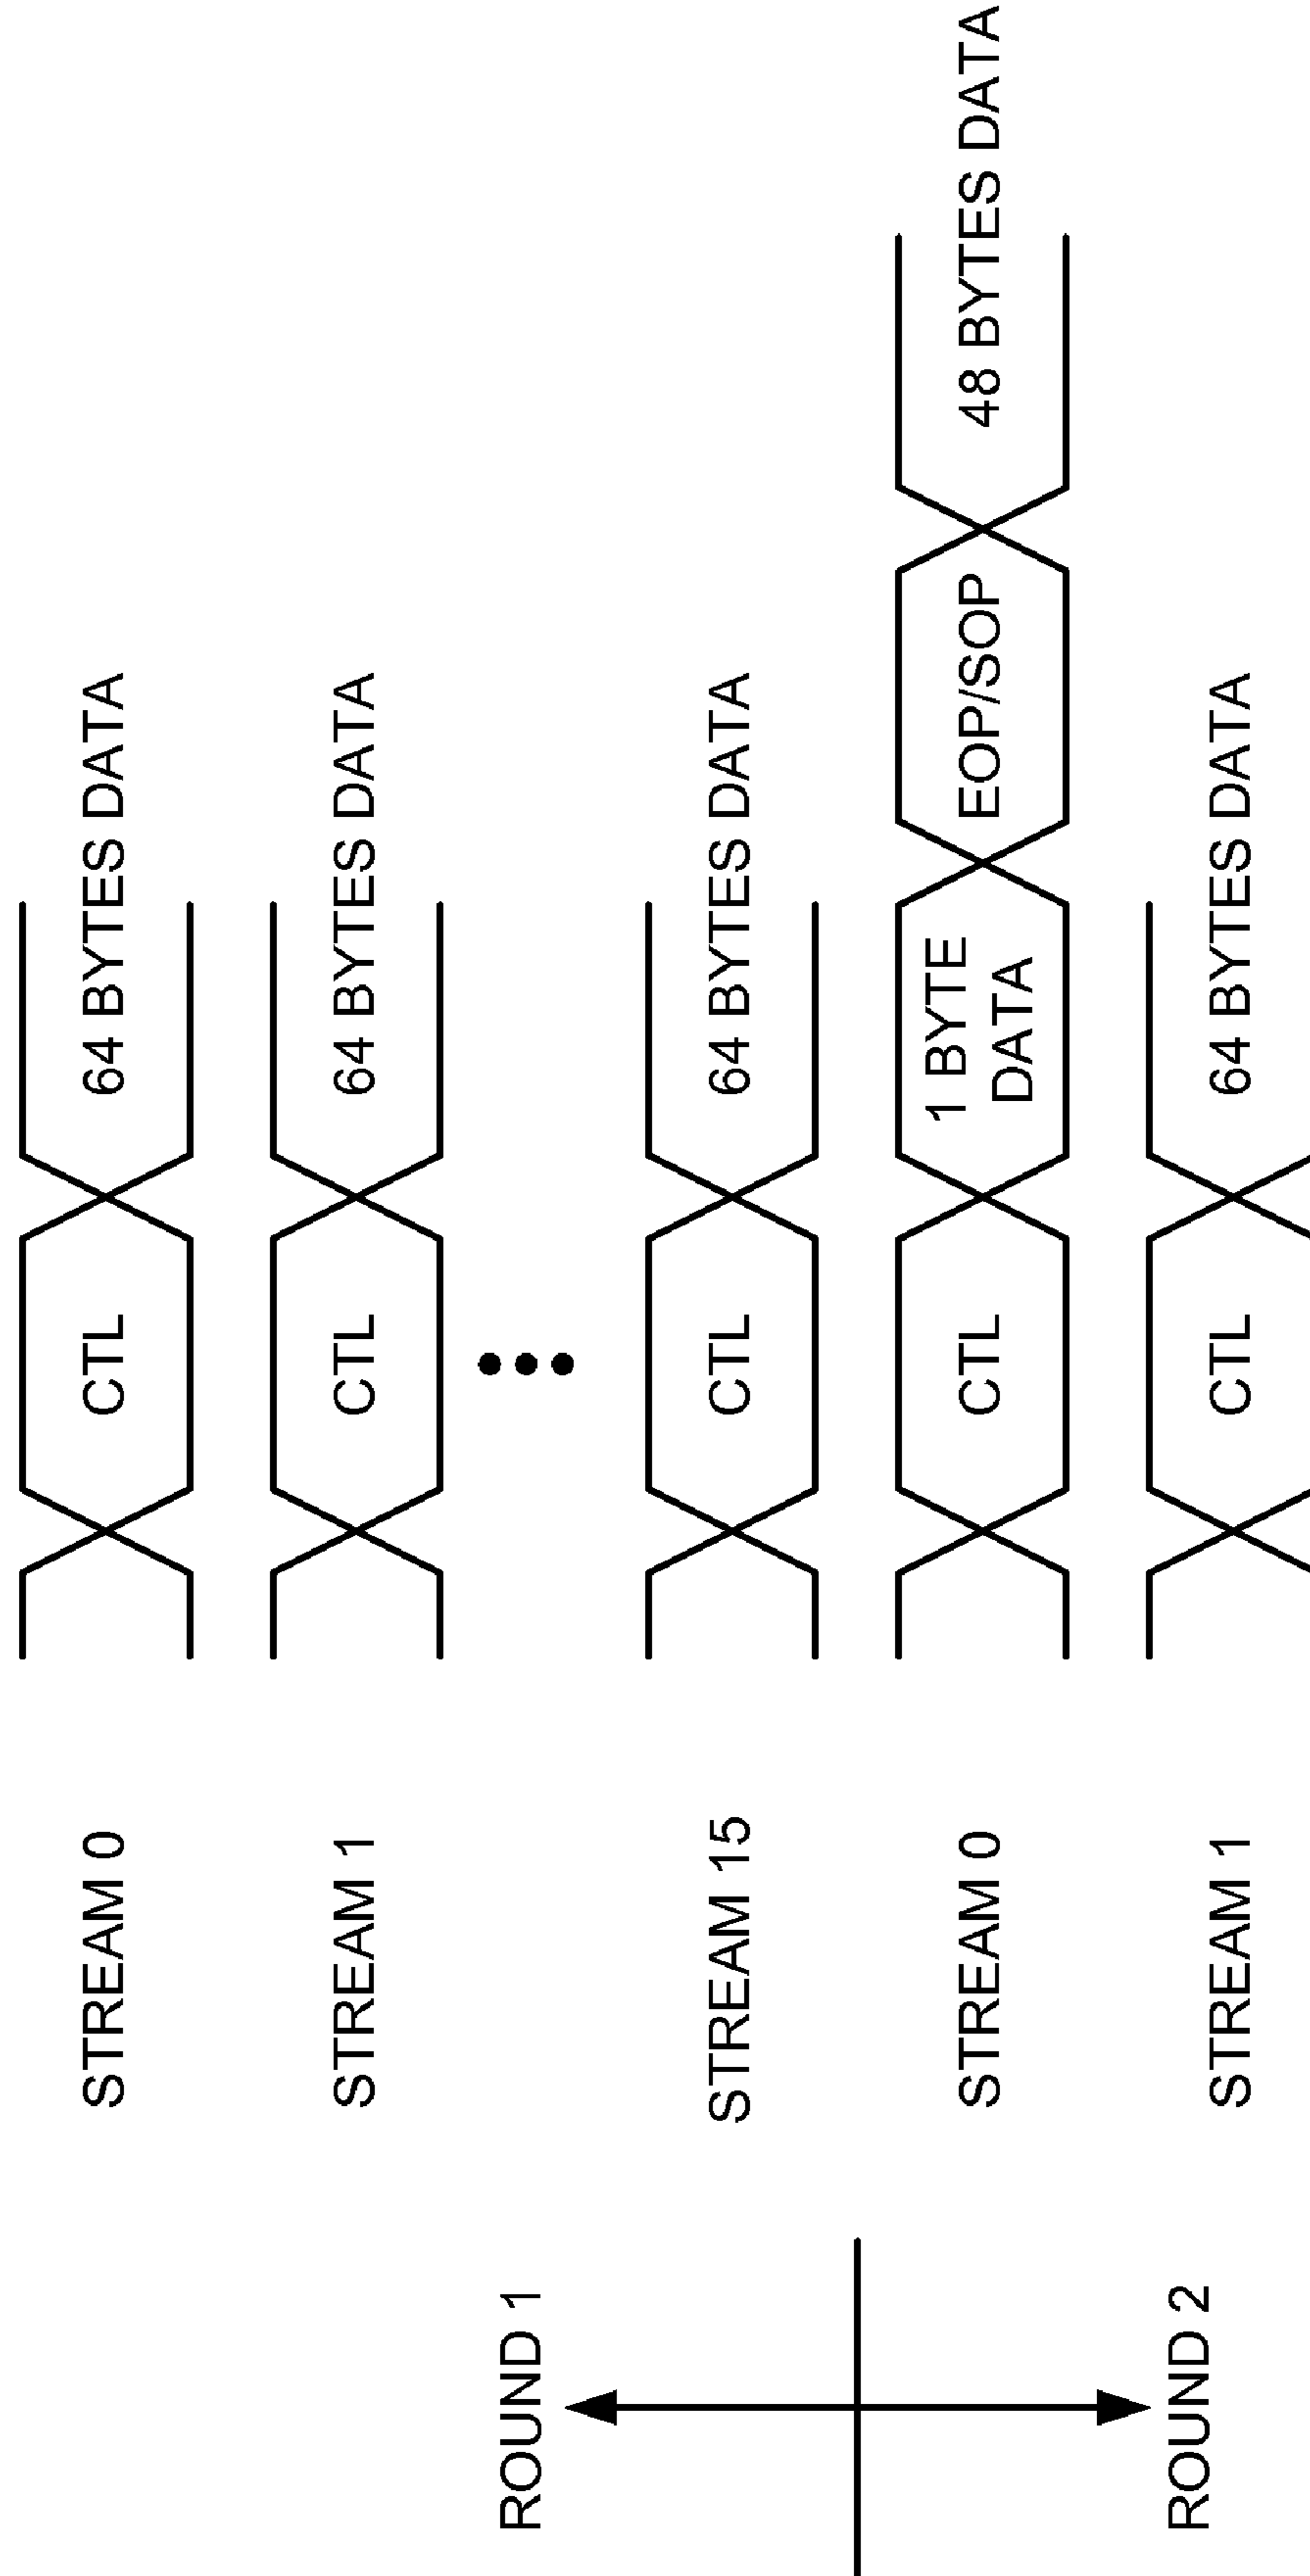 STREAM 0
CTL
64 BYTES DATA
STREAM 1
CTL
64 BYTES DATA
ROUND 1
STREAM 15
CTL
64 BYTES DATA
STREAM 0
CTL
1 BYTE
DATA
EOP/SOP
48 BYTES DATA
ROUND 2
STREAM 1
CTL
64 BYTES DATA